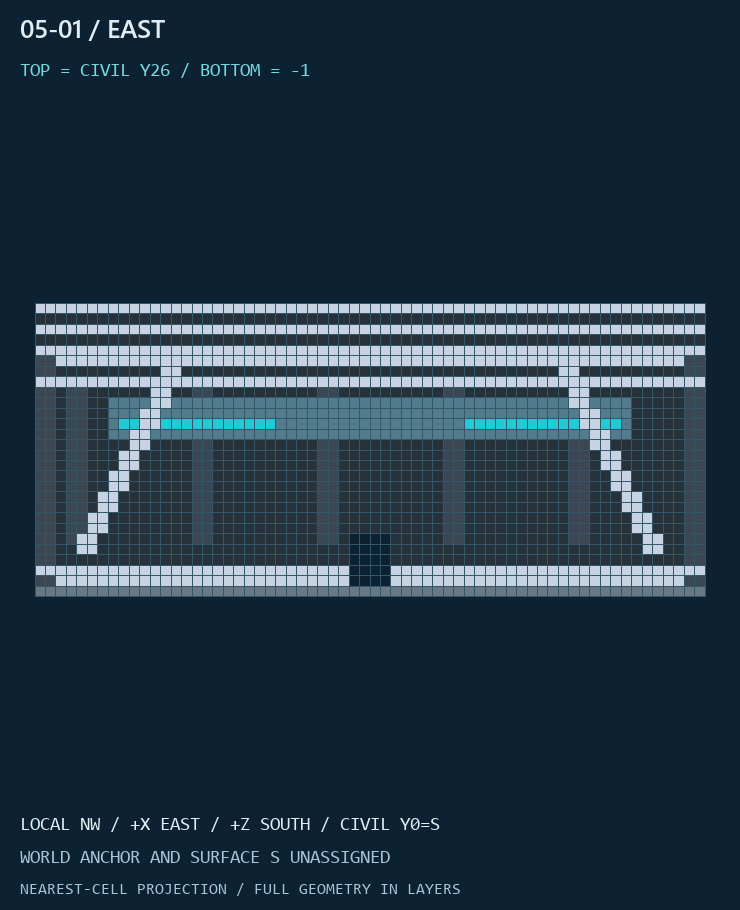 05-01 / EAST
TOP = CIVIL Y26 / BOTTOM = -1
LOCAL NW / +X EAST / +Z SOUTH / CIVIL Y0=S
WORLD ANCHOR AND SURFACE S UNASSIGNED
NEAREST-CELL PROJECTION / FULL GEOMETRY IN LAYERS